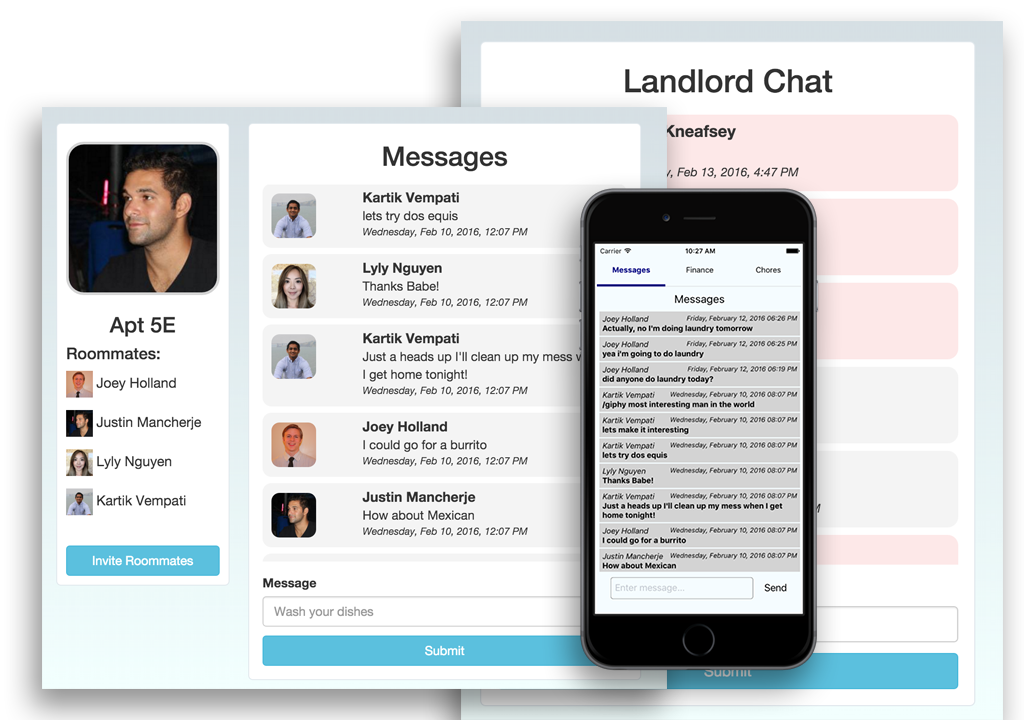 Landlord Chat
Kneafsey
, Feb 13, 2016, 4:47 PM
Submit
Apt 5E
Roommates:
Joey Holland
Justin Mancherje
Lyly Nguyen
Kartik Vempati
Invite Roommates
Messages
Kartik Vempati
lets try dos equis
Wednesday, Feb 10, 2016, 12:07 PM
Lyly Nguyen
Thanks Babe!
Wednesday, Feb 10, 2016, 12:07 PM
Kartik Vempati
Just a heads up I'll clean up my mess
I get home tonight!
Wednesday, Feb 10, 2016, 12:07 PM
Joey Holland
I could go for a burrito
Wednesday, Feb 10, 2016, 12:07 PM
Justin Mancherje
How about Mexican
Wednesday, Feb 10, 2016, 12:07 PM
Message
Wash your dishes
Submit
Carrier 10:27 AM
Messages Finance Chores
Messages
Joey Holland Friday, February 12, 2016 06:26 PM
Actually, no I'm doing laundry tomorrow
Joey Holland Friday, February 12, 2016 06:25 PM
yea i'm going to do laundry
Joey Holland Friday, February 12, 2016 06:19 PM
did anyone do laundry today?
Kartik Vempati Wednesday, February 10, 2016 08:07 PM
/giphy most interesting man in the world
Kartik Vempati Wednesday, February 10, 2016 08:07 PM
lets make it interesting
Kartik Vempati Wednesday, February 10, 2016 08:07 PM
lets try dos equis
Lyly Nguyen Wednesday, February 10, 2016 08:07 PM
Thanks Babe!
Kartik Vempati Wednesday, February 10, 2016 08:07 PM
Just a heads up I'll clean up my mess when I get
home tonight!
Joey Holland Wednesday, February 10, 2016 08:07 PM
I could go for a burrito
Justin Mancherje Wednesday, February 10, 2016 08:07 PM
How about Mexican
Enter message... Send